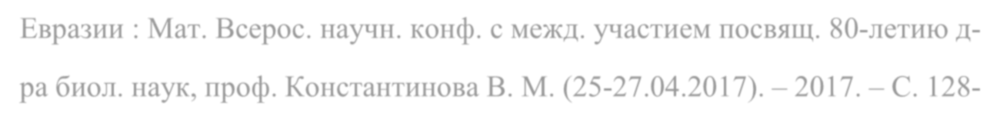 Евразии : Мат. Всерос. научн. конф. с межд. участием посвящ. 80-летию д-
ра биол. наук, проф. Константинова В. М. (25-27.04.2017). – 2017. – С. 128-